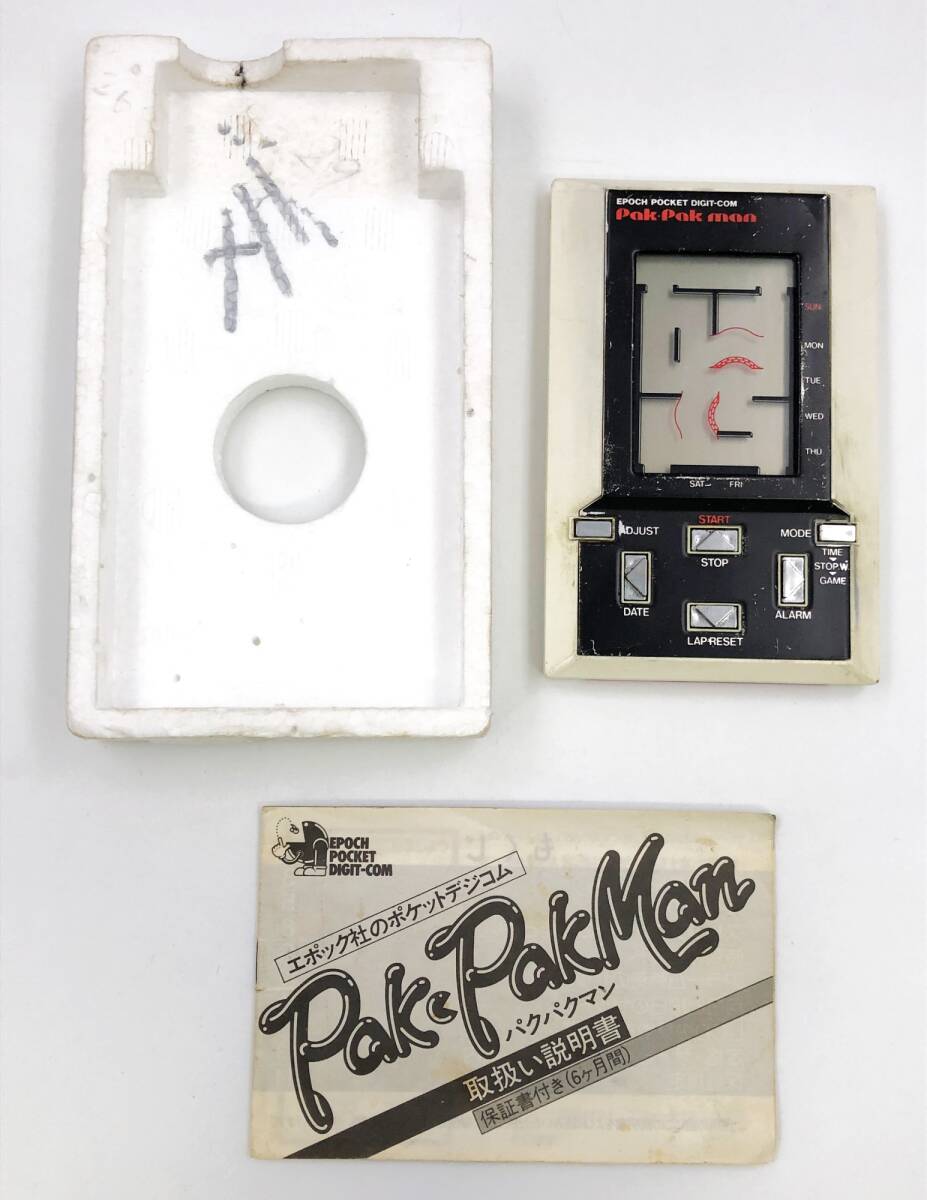 EPOCH POCKET DIGIT-COM
Pak·Pak man
SUN
MON
TUE
WED
THU
SAT
FRI
ADJUST
START
STOP
MODE
TIME
STOP W.
GAME
DATE
LAP•RESET
ALARM
EPOCH
POCKET
DIGIT-COM
エポック社のポケットデジコム
Pak・PakMan
パクパクマン
取扱い説明書
保証書付き(6ヶ月間)